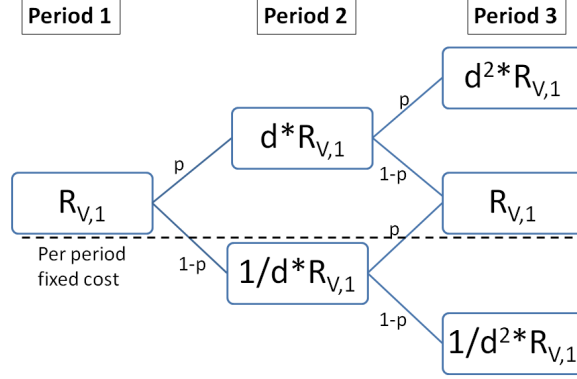 Period 1
Period 2
Period 3
d²*R_V,1
p
d*R_V,1
p
1-p
R_V,1
R_V,1
p
Per period
fixed cost
1-p
1/d*R_V,1
1-p
1/d²*R_V,1